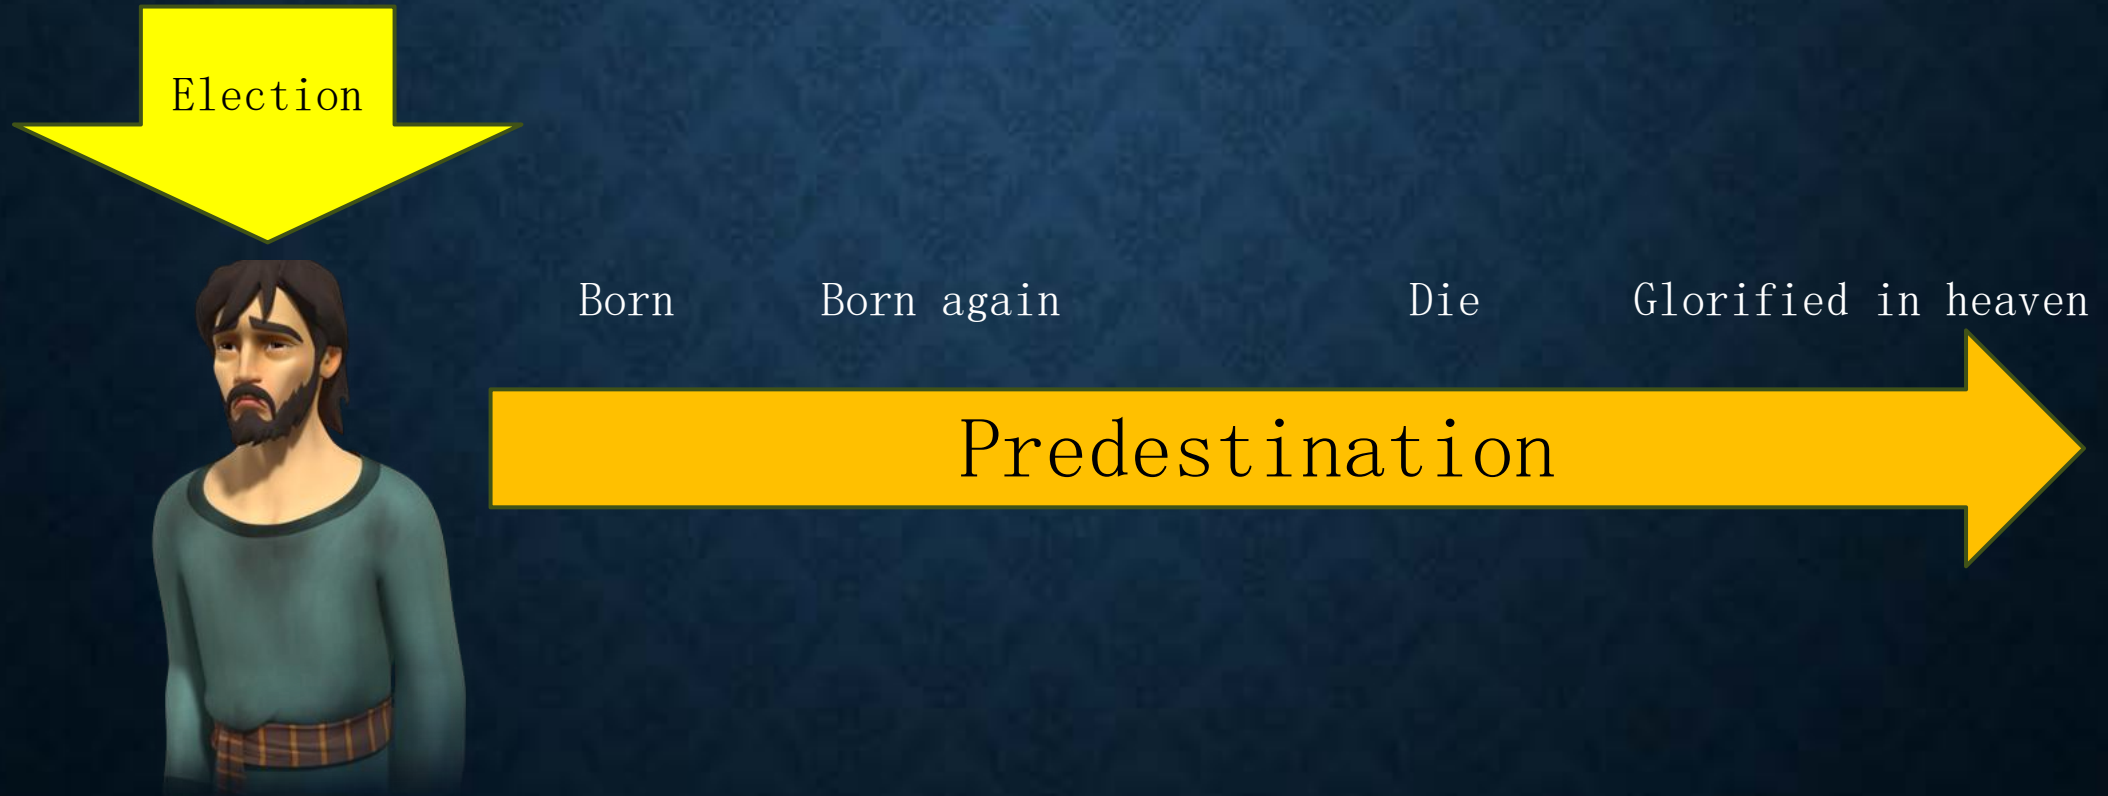 Election
Born
Born again
Die
Glorified in heaven
Predestination